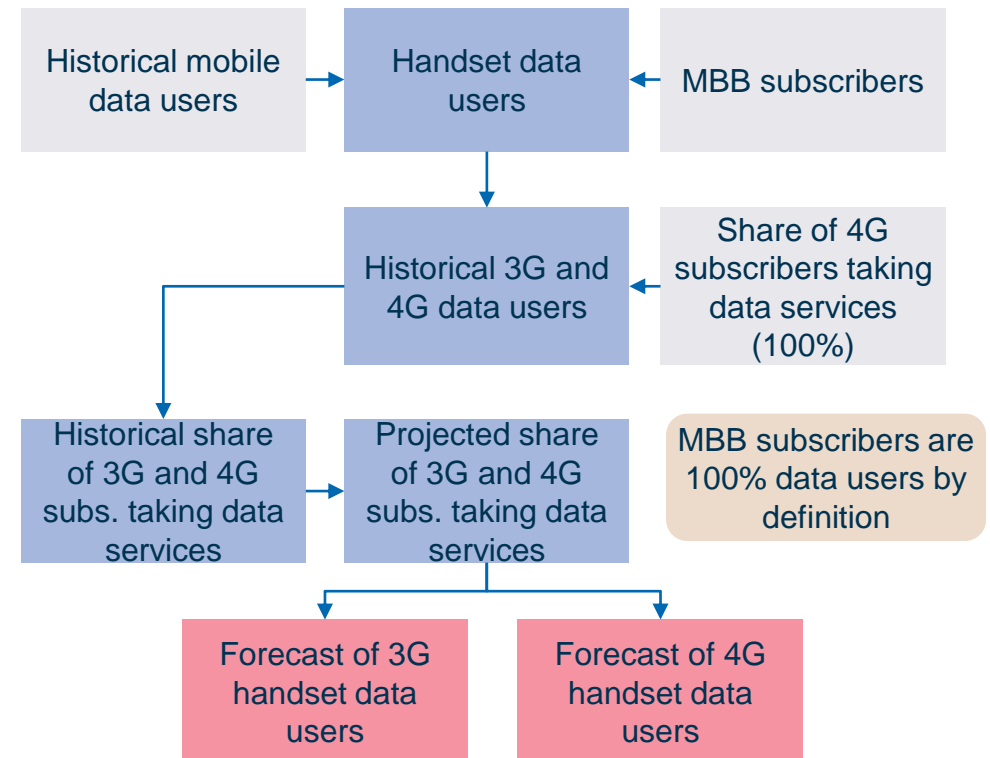 Historical mobile
data users
Handset data
users
MBB subscribers
Historical 3G and
4G data users
Share of 4G
subscribers taking
data services
(100%)
Historical share
of 3G and 4G
subs. taking data
services
Projected share
of 3G and 4G
subs. taking data
services
MBB subscribers are
100% data users by
definition
Forecast of 3G
handset data
users
Forecast of 4G
handset data
users